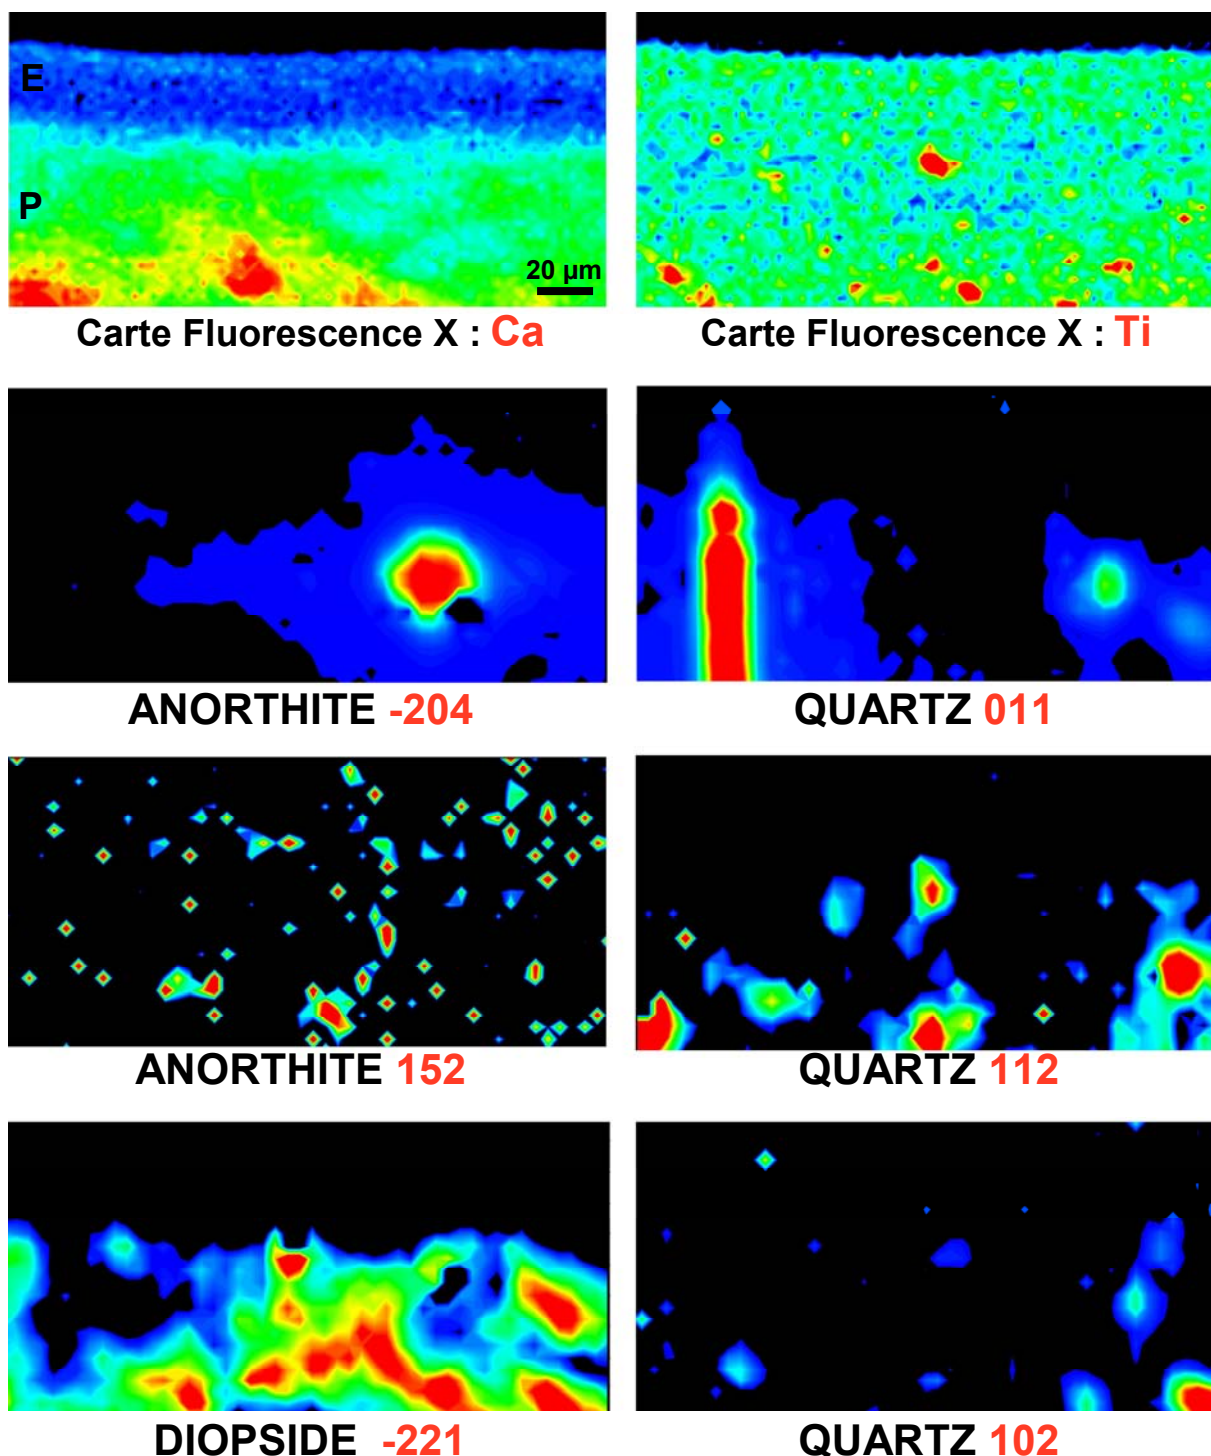 E
P
20 µm
Carte Fluorescence X : Ca
Carte Fluorescence X : Ti
ANORTHITE -204
QUARTZ 011
ANORTHITE 152
QUARTZ 112
DIOPSIDE -221
QUARTZ 102